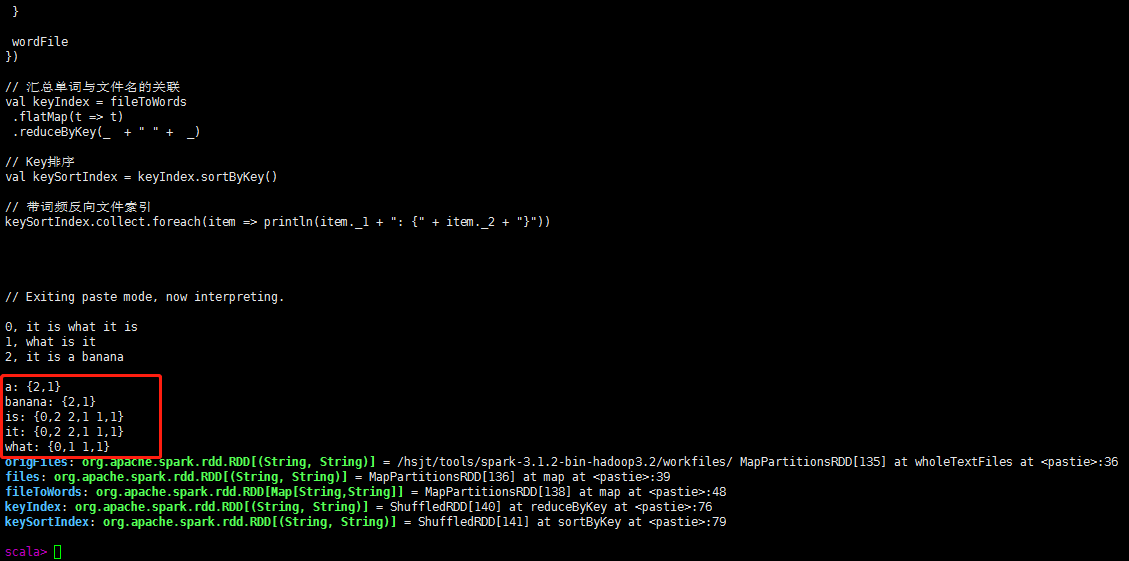 }
wordFile
})
// 汇总单词与文件名的关联
val keyIndex = fileToWords
.flatMap(t => t)
.reduceByKey(_  + " " +  _)
// Key排序
val keySortIndex = keyIndex.sortByKey()
// 带词频反向文件索引
keySortIndex.collect.foreach(item => println(item._1 + ": {" + item._2 + "}"))
// Exiting paste mode, now interpreting.
0, it is what it is
1, what is it
2, it is a banana
a: {2,1}
banana: {2,1}
is: {0,2 2,1 1,1}
it: {0,2 2,1 1,1}
what: {0,1 1,1}
origFiles: org.apache.spark.rdd.RDD[(String, String)] = /hsjt/tools/spark-3.1.2-bin-hadoop3.2/workfiles/ MapPartitionsRDD[135] at wholeTextFiles at <pastie>:36
files: org.apache.spark.rdd.RDD[(String, String)] = MapPartitionsRDD[136] at map at <pastie>:39
fileToWords: org.apache.spark.rdd.RDD[Map[String,String]] = MapPartitionsRDD[138] at map at <pastie>:48
keyIndex: org.apache.spark.rdd.RDD[(String, String)] = ShuffledRDD[140] at reduceByKey at <pastie>:76
keySortIndex: org.apache.spark.rdd.RDD[(String, String)] = ShuffledRDD[141] at sortByKey at <pastie>:79
scala>